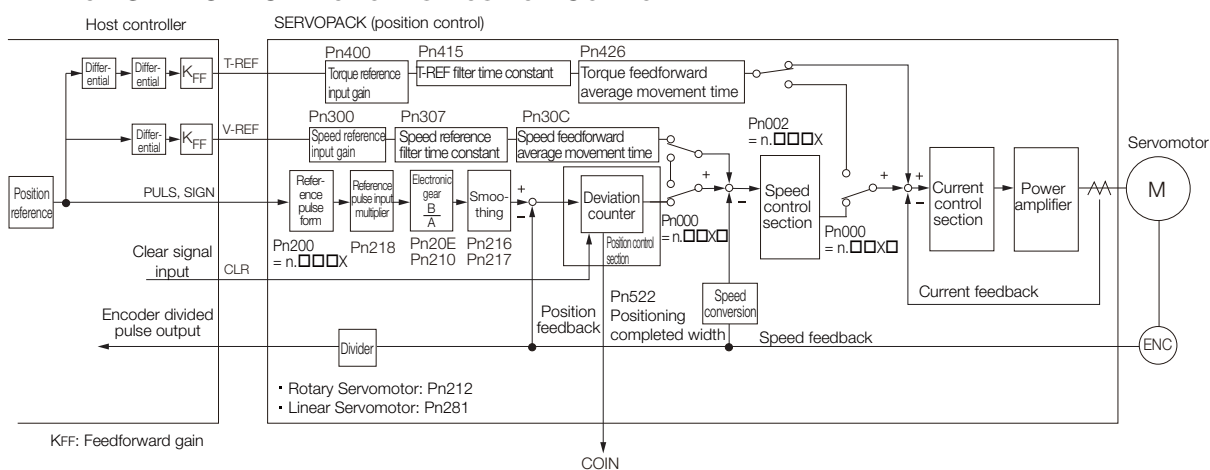 Host controller
SERVOPACK (position control)
Differ-
ential
Differ-
ential
KFF
T-REF
Pn400
Torque reference
input gain
Pn415
T-REF filter time constant
Pn426
Torque feedforward
average movement time
Differ-
ential
KFF
V-REF
Pn300
Speed reference
input gain
Pn307
Speed reference
filter time constant
Pn30C
Speed feedforward
average movement time
Pn002
= n.□□□X
Servomotor
Position
reference
PULS, SIGN
Refer-
ence
pulse
form
Reference
pulse input
multiplier
Electronic
gear
B
A
Smoo-
thing
+
−
Deviation
counter
Position control
section
+
+
−
Speed
control
section
+
+
+
−
Current
control
section
Power
amplifier
M
Pn200
= n.□□□X
Pn218
Pn20E
Pn210
Pn216
Pn217
Pn000
= n.□□X□
Pn000
= n.□□X□
Clear signal
input
CLR
Encoder divided
pulse output
Divider
Position
feedback
Pn522
Positioning
completed width
Speed
conversion
Speed feedback
Current feedback
ENC
• Rotary Servomotor: Pn212
• Linear Servomotor: Pn281
KFF: Feedforward gain
COIN